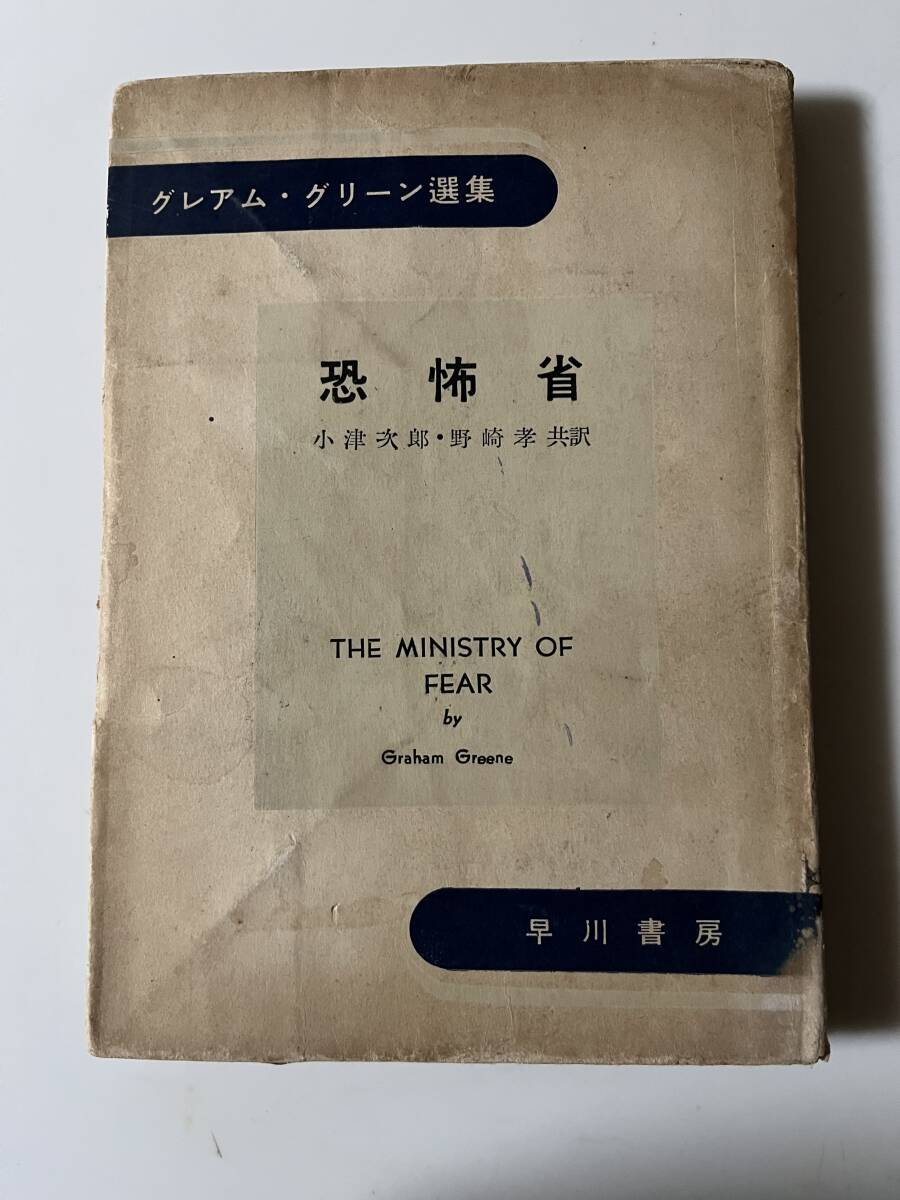 グレアム・グリーン選集
恐怖省
小津次郎・野崎孝共訳
THE MINISTRY OF
FEAR
by
Graham Greene
早川書房